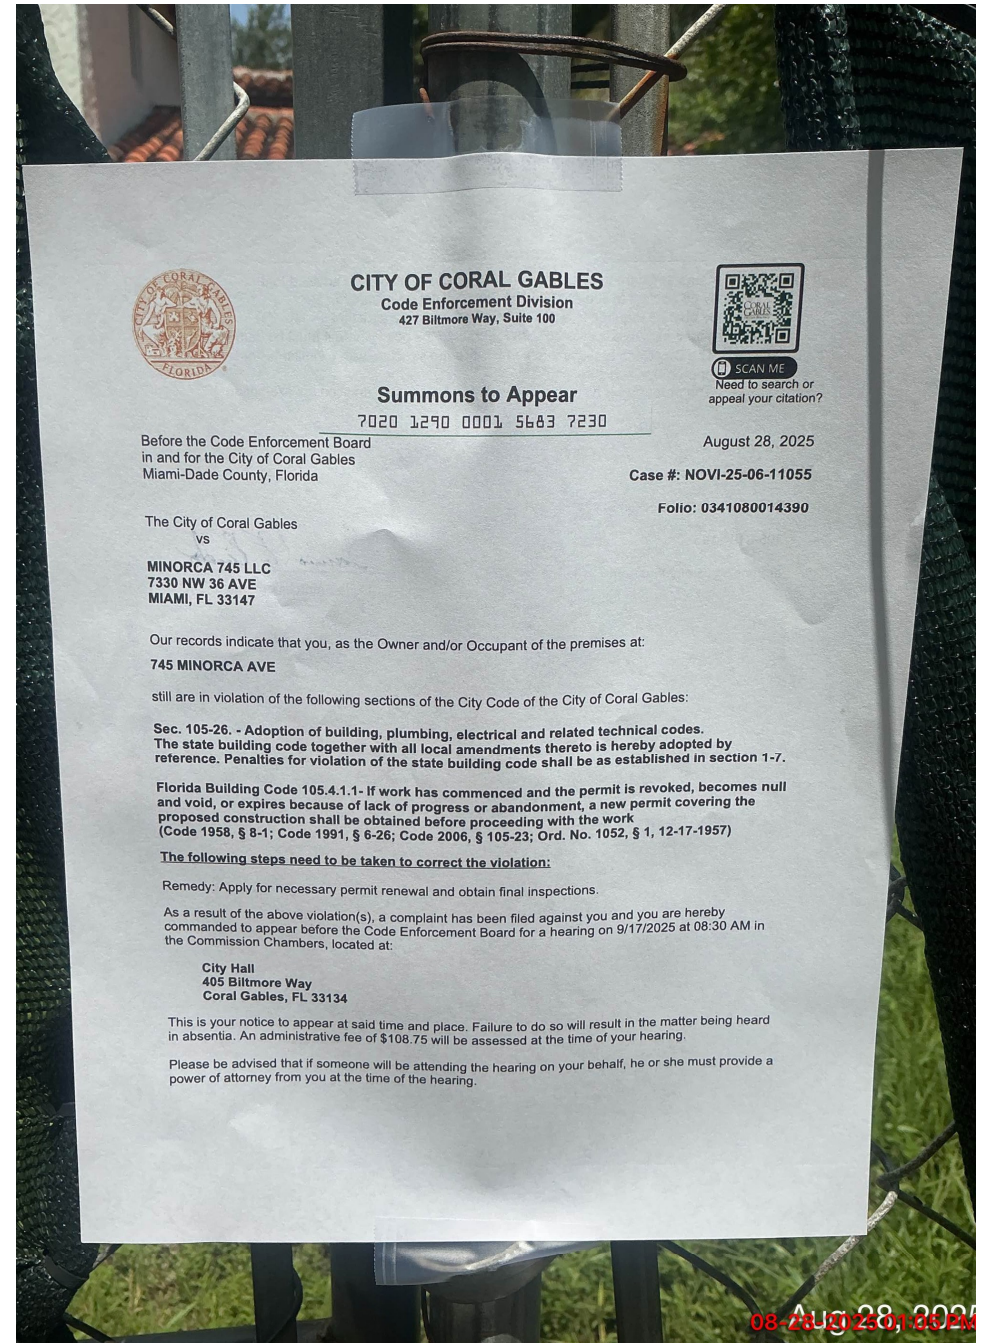 CITY OF CORAL GABLES
Code Enforcement Division
427 Biltmore Way, Suite 100
CITY OF CORAL GABLES
FLORIDA
CORAL GABLES
SCAN ME
Need to search or
appeal your citation?
Summons to Appear
7020 1290 0001 5683 7230
Before the Code Enforcement Board
in and for the City of Coral Gables
Miami-Dade County, Florida
August 28, 2025
Case #: NOVI-25-06-11055
Folio: 0341080014390
The City of Coral Gables
vs
MINORCA 745 LLC
7330 NW 36 AVE
MIAMI, FL 33147
Our records indicate that you, as the Owner and/or Occupant of the premises at:
745 MINORCA AVE
still are in violation of the following sections of the City Code of the City of Coral Gables:
Sec. 105-26. - Adoption of building, plumbing, electrical and related technical codes.
The state building code together with all local amendments thereto is hereby adopted by
reference. Penalties for violation of the state building code shall be as established in section 1-7.
Florida Building Code 105.4.1.1- If work has commenced and the permit is revoked, becomes null
and void, or expires because of lack of progress or abandonment, a new permit covering the
proposed construction shall be obtained before proceeding with the work
(Code 1958, § 8-1; Code 1991, § 6-26; Code 2006, § 105-23; Ord. No. 1052, § 1, 12-17-1957)
The following steps need to be taken to correct the violation:
Remedy: Apply for necessary permit renewal and obtain final inspections.
As a result of the above violation(s), a complaint has been filed against you and you are hereby
commanded to appear before the Code Enforcement Board for a hearing on 9/17/2025 at 08:30 AM in
the Commission Chambers, located at:
City Hall
405 Biltmore Way
Coral Gables, FL 33134
This is your notice to appear at said time and place. Failure to do so will result in the matter being heard
in absentia. An administrative fee of $108.75 will be assessed at the time of your hearing.
Please be advised that if someone will be attending the hearing on your behalf, he or she must provide a
power of attorney from you at the time of the hearing.
Aug 28, 2025
08-28-2025 01:05 PM